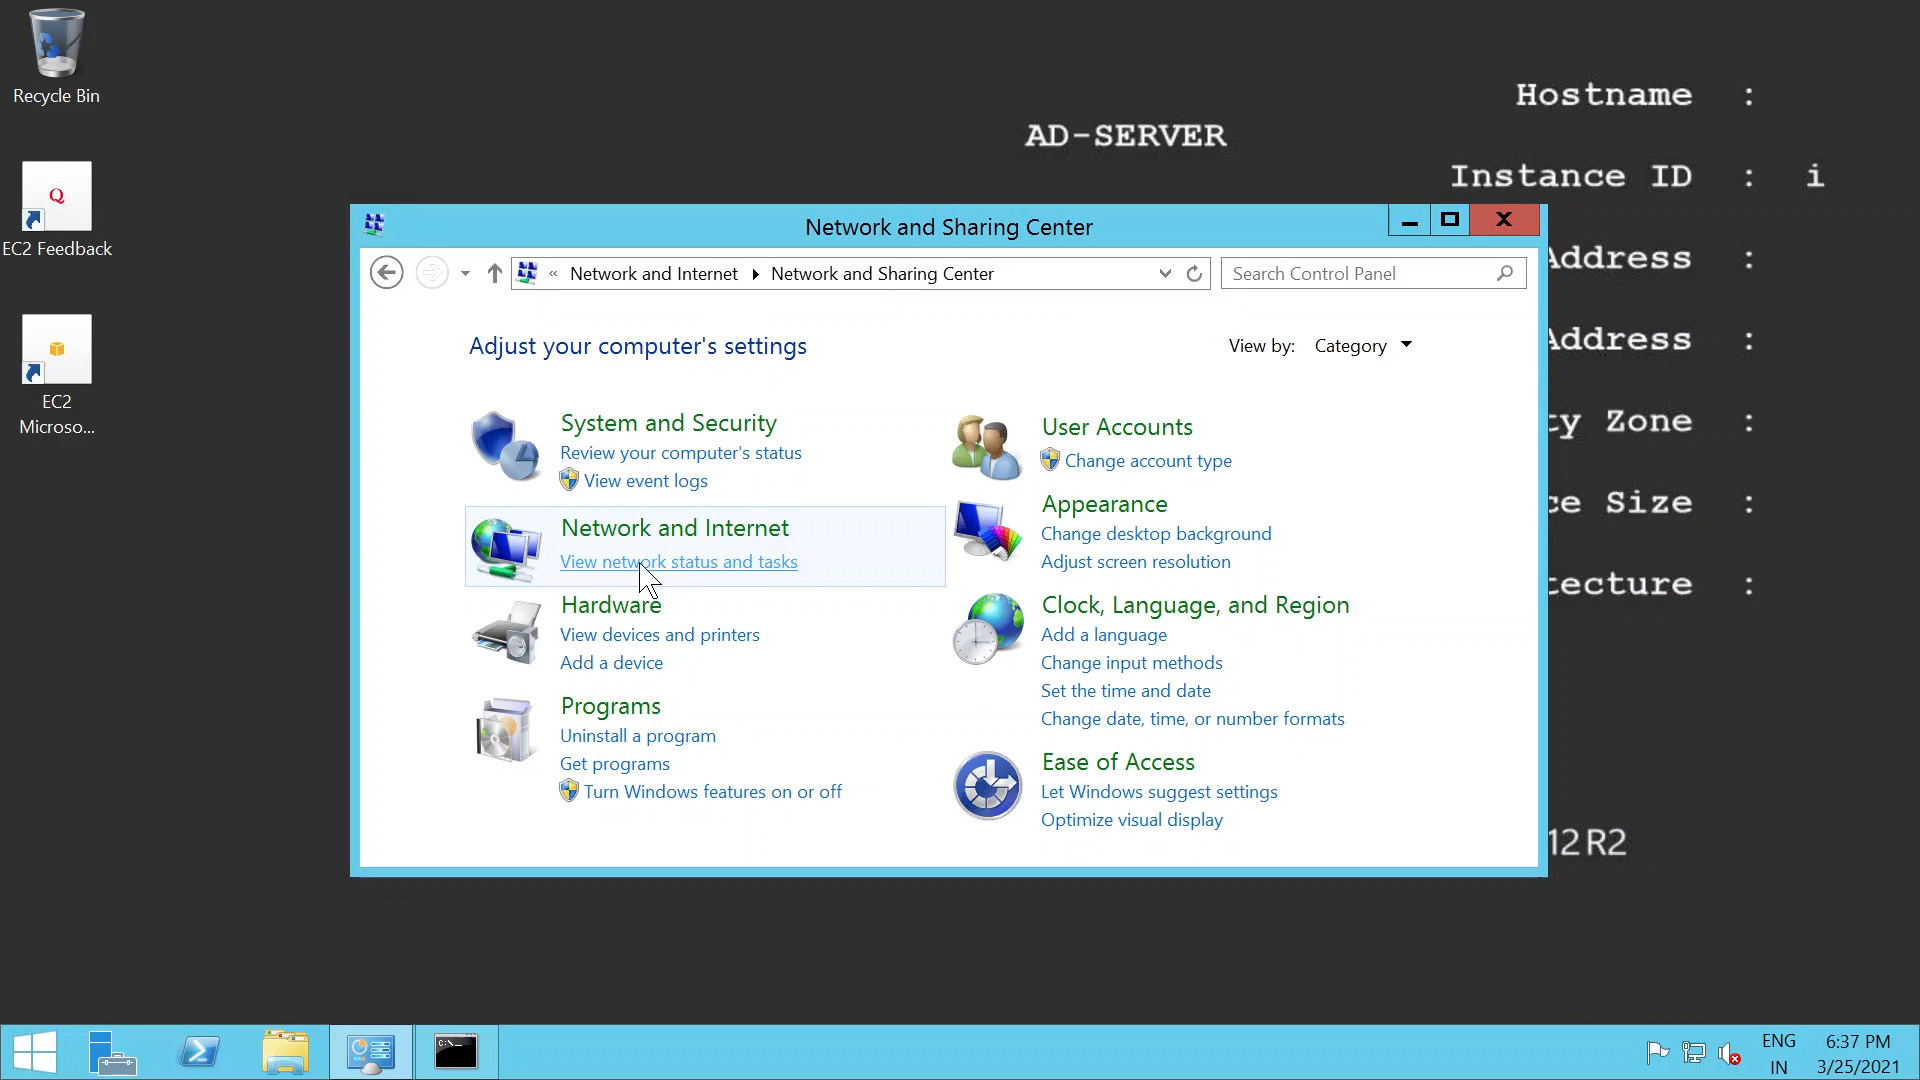 Recycle Bin
Q
EC2 Feedback
EC2
Microso...
Hostname :
AD-SERVER
Instance ID : i
Address :
Address :
ty Zone :
ce Size :
tecture :
12 R2
Network and Sharing Center
« Network and Internet Network and Sharing Center
Search Control Panel
Adjust your computer's settings
View by: Category
System and Security
Review your computer's status
View event logs
Network and Internet
View network status and tasks
Hardware
View devices and printers
Add a device
Programs
Uninstall a program
Get programs
Turn Windows features on or off
User Accounts
Change account type
Appearance
Change desktop background
Adjust screen resolution
Clock, Language, and Region
Add a language
Change input methods
Set the time and date
Change date, time, or number formats
Ease of Access
Let Windows suggest settings
Optimize visual display
C:\_
ENG
IN
6:37 PM
3/25/2021